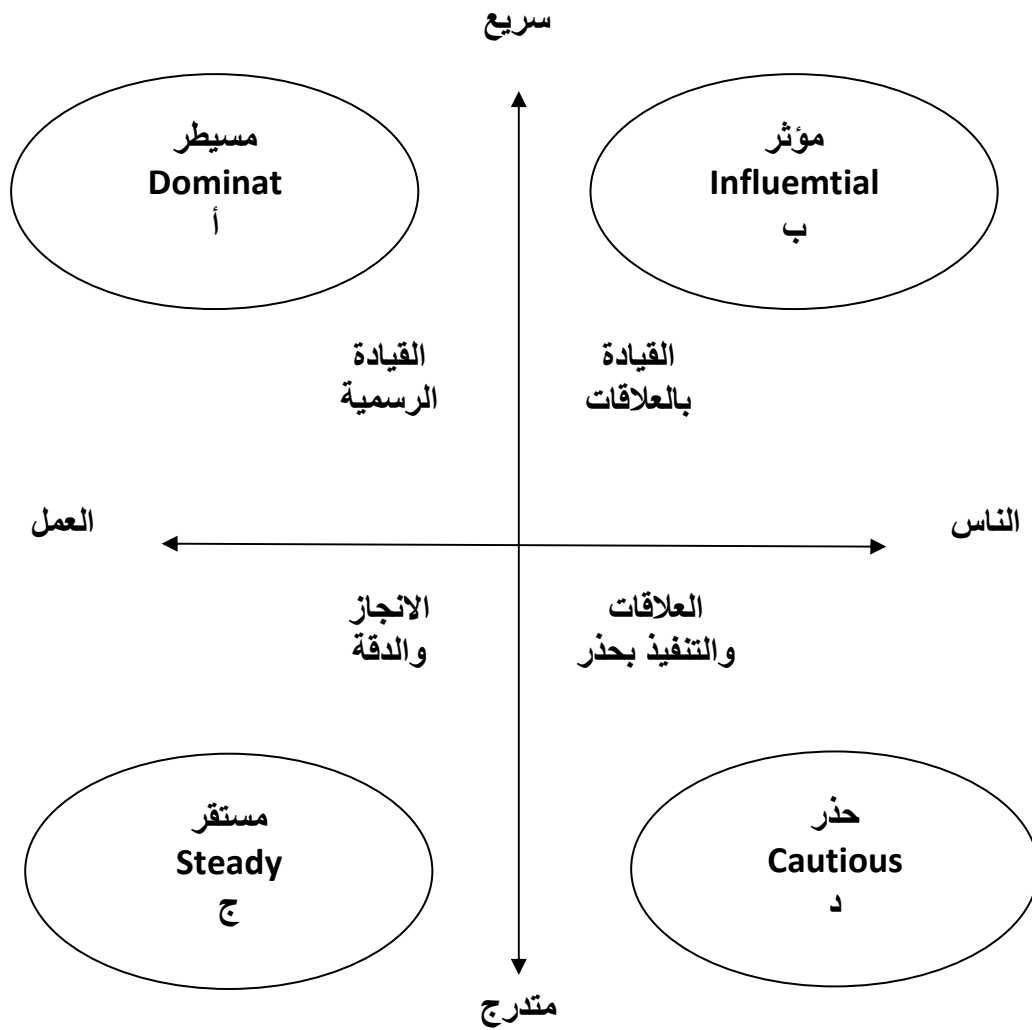 سريع
مؤثر
Influemtial
ب
مسيطر
Dominat
أ
القيادة
بالعلاقات
القيادة
الرسمية
الناس
العمل
العلاقات
والتنفيذ بحذر
الانجاز
والدقة
حذر
Cautious
د
مستقر
Steady
ج
متدرج